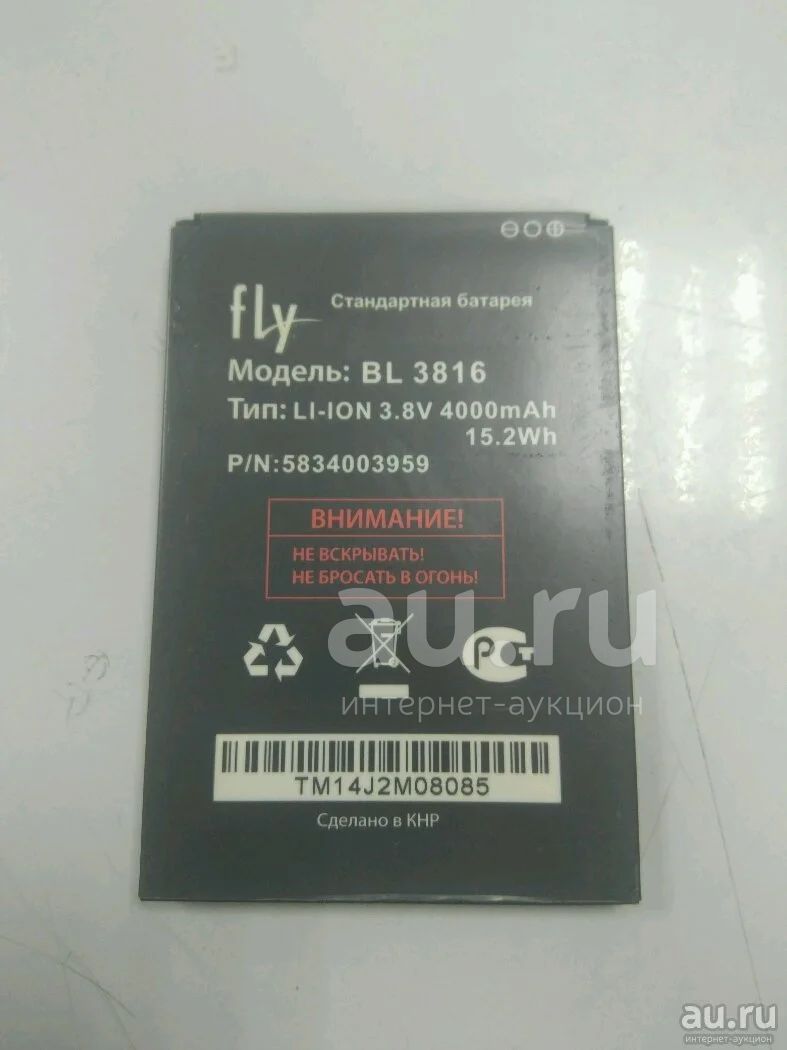 fly Стандартная батарея
Модель: BL 3816
Тип: LI-ION 3.8V 4000mAh
15.2Wh
P/N:5834003959
ВНИМАНИЕ!
НЕ ВСКРЫВАТЬ!
НЕ БРОСАТЬ В ОГОНЬ!
au.ru
интернет-аукцион
РСТ
TM14J2M08085
Сделано в КНР
au.ru
интернет-аукцион